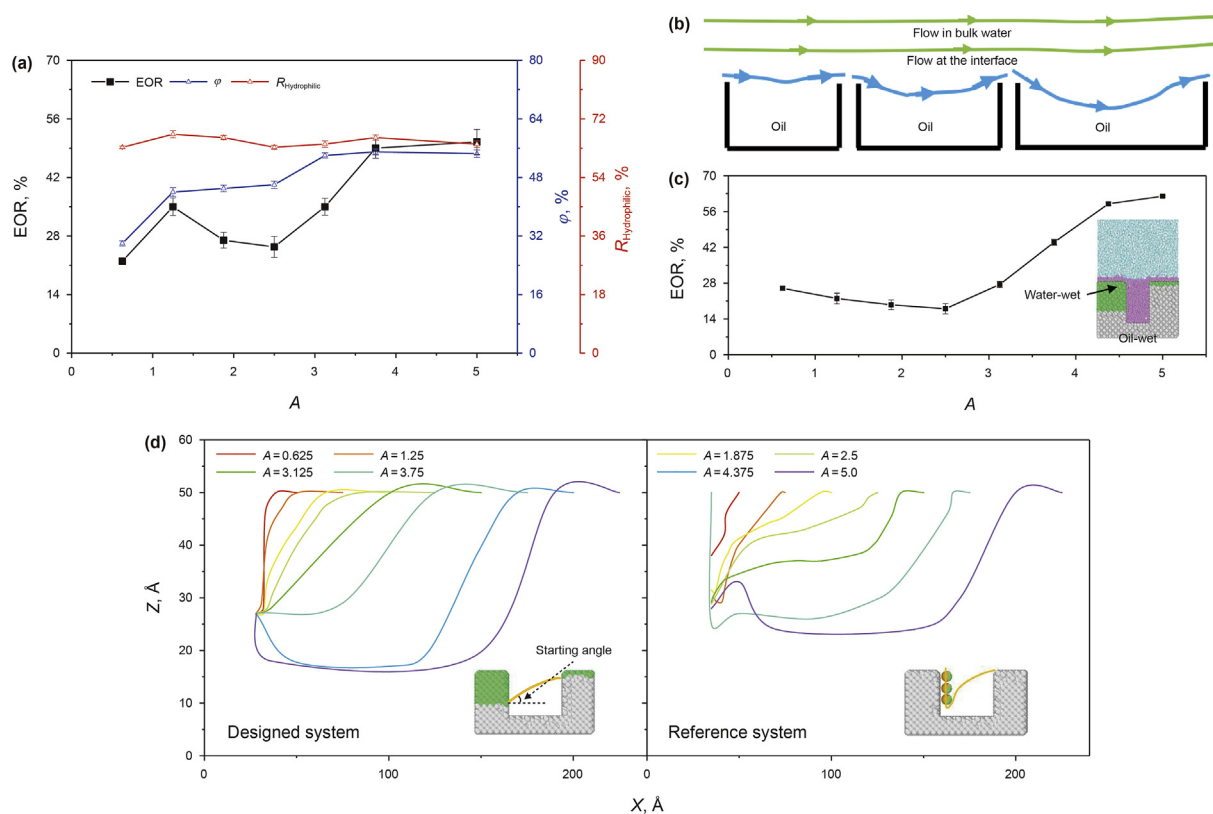 (a)
EOR
φ
R Hydrophilic
70
56
42
28
14
0
EOR, %
80
64
48
32
16
0
φ, %
90
72
54
36
18
0
R Hydrophilic, %
0 1 2 3 4 5
A
(b)
Flow in bulk water
Flow at the interface
Oil
Oil
Oil
(c)
70
56
42
28
14
0
EOR, %
Water-wet
Oil-wet
0 1 2 3 4 5
A
(d)
60
50
40
30
20
10
0
Z, Å
A = 0.625 A = 1.25
A = 3.125 A = 3.75
Starting angle
Designed system
A = 1.875 A = 2.5
A = 4.375 A = 5.0
Reference system
0 100 200 0 100 200
X, Å